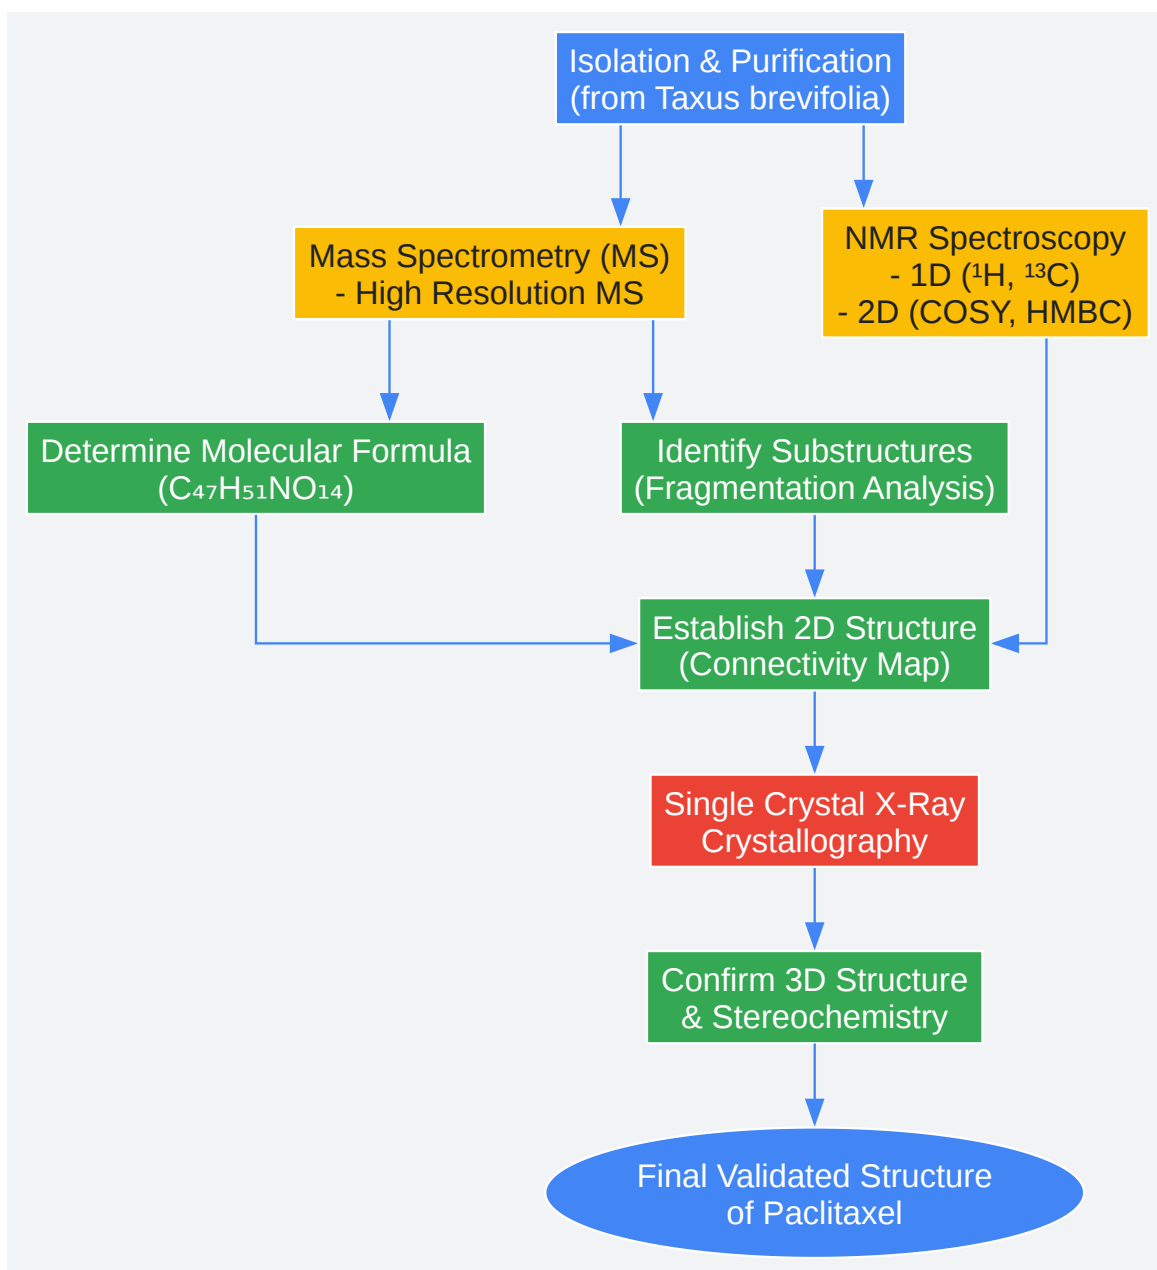 Isolation & Purification
(from Taxus brevifolia)
Mass Spectrometry (MS)
- High Resolution MS
NMR Spectroscopy
- 1D (¹H, ¹³C)
- 2D (COSY, HMBC)
Determine Molecular Formula
(C₄₇H₅₁NO₁₄)
Identify Substructures
(Fragmentation Analysis)
Establish 2D Structure
(Connectivity Map)
Single Crystal X-Ray
Crystallography
Confirm 3D Structure
& Stereochemistry
Final Validated Structure
of Paclitaxel